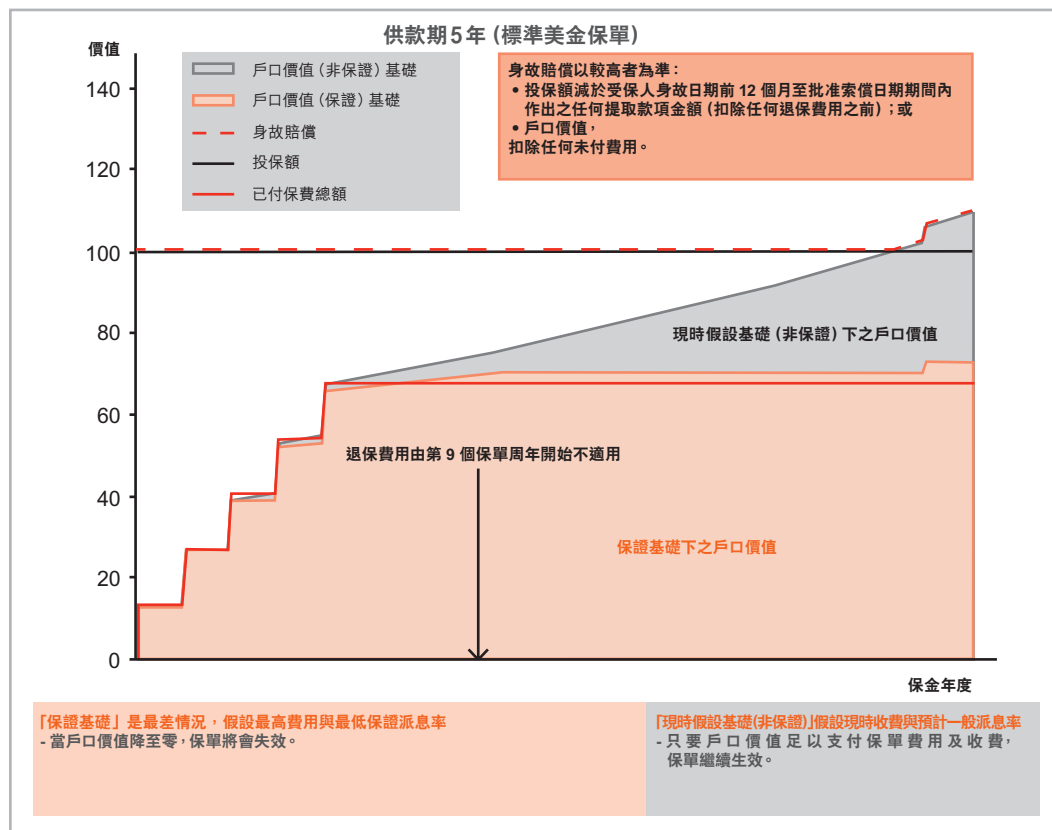 供款期5年(標準美金保單)
價值
戶口價值(非保證)基礎
戶口價值(保證)基礎
身故賠償
投保額
已付保費總額
身故賠償以較高者為準:
• 投保額減於受保人身故日期前 12 個月至批准索償日期期間內
作出之任何提取款項金額(扣除任何退保費用之前);或
• 戶口價值,
扣除任何未付費用。
140
120
100
80
60
40
20
0
現時假設基礎(非保證)下之戶口價值
退保費用由第 9 個保單周年開始不適用
保證基礎下之戶口價值
保金年度
「保證基礎」是最差情況,假設最高費用與最低保證派息率
- 當戶口價值降至零,保單將會失效。
「現時假設基礎(非保證)」假設現時收費與預計一般派息率
- 只要戶口價值足以支付保單費用及收費,
保單繼續生效。